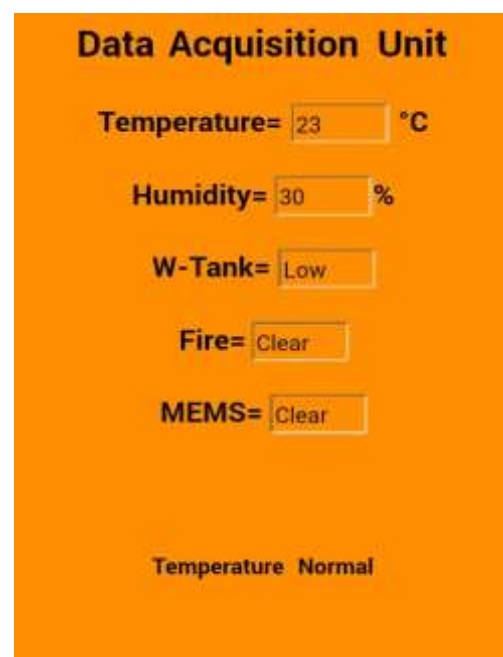 Data Acquisition Unit
Temperature= 23 °C
Humidity= 30 %
W-Tank= Low
Fire= Clear
MEMS= Clear
Temperature Normal